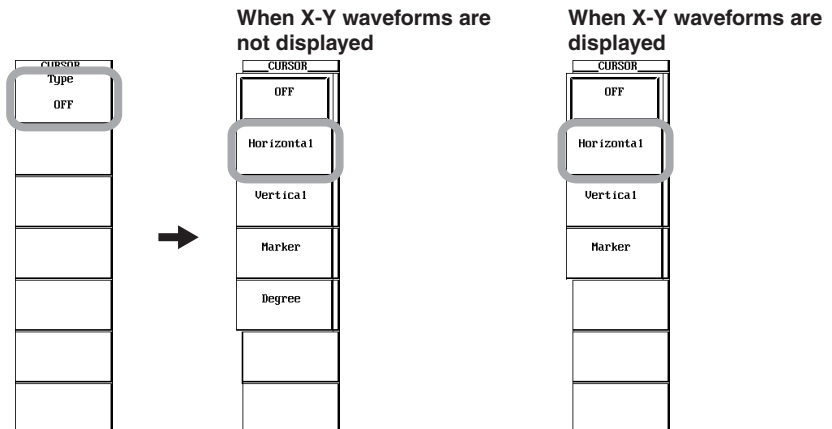 When X-Y waveforms are
not displayed
When X-Y waveforms are
displayed
CURSOR
Type
OFF
CURSOR
OFF
Horizontal
Vertical
Marker
Degree
CURSOR
OFF
Horizontal
Vertical
Marker